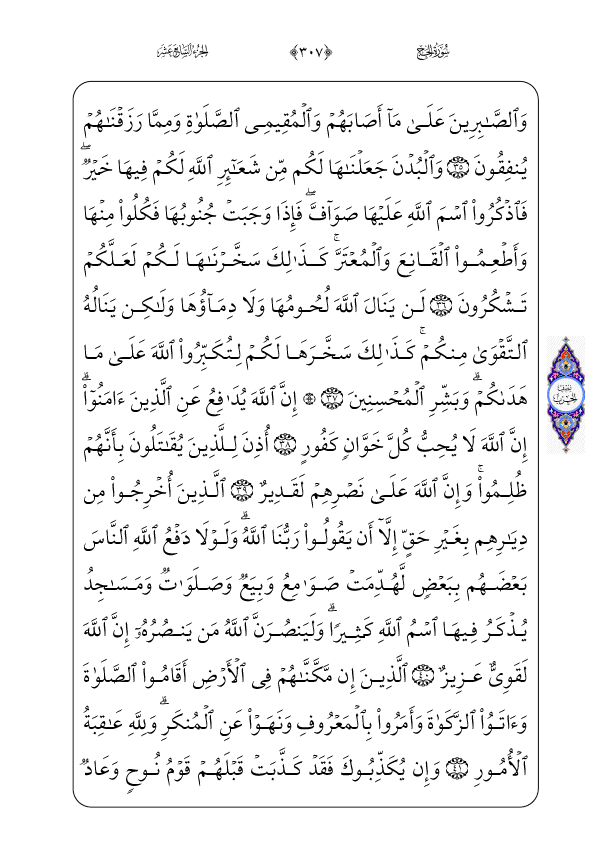 سُورَةُ الحَجِّ ﴿٣٠٧﴾ الجُزءُ السَّابِعَ عَشَرَ
وَٱلصَّـٰبِرِينَ عَلَىٰ مَآ أَصَابَهُمْ وَٱلْمُقِيمِى ٱلصَّلَوٰةِ وَمِمَّا رَزَقْنَـٰهُمْ
يُنفِقُونَ ٣٥ وَٱلْبُدْنَ جَعَلْنَـٰهَا لَكُم مِّن شَعَـٰٓئِرِ ٱللَّهِ لَكُمْ فِيهَا خَيْرٌ ۖ
فَٱذْكُرُوا۟ ٱسْمَ ٱللَّهِ عَلَيْهَا صَوَآفَّ ۖ فَإِذَا وَجَبَتْ جُنُوبُهَا فَكُلُوا۟ مِنْهَا
وَأَطْعِمُوا۟ ٱلْقَانِعَ وَٱلْمُعْتَرَّ ۚ كَذَٰلِكَ سَخَّرْنَـٰهَا لَكُمْ لَعَلَّكُمْ
تَشْكُرُونَ ٣٦ لَن يَنَالَ ٱللَّهَ لُحُومُهَا وَلَا دِمَآؤُهَا وَلَـٰكِن يَنَالُهُ
ٱلتَّقْوَىٰ مِنكُمْ ۚ كَذَٰلِكَ سَخَّرَهَا لَكُمْ لِتُكَبِّرُوا۟ ٱللَّهَ عَلَىٰ مَا
هَدَىٰكُمْ ۗ وَبَشِّرِ ٱلْمُحْسِنِينَ ٣٧ ۞ إِنَّ ٱللَّهَ يُدَٰفِعُ عَنِ ٱلَّذِينَ ءَامَنُوٓا۟ ۗ
إِنَّ ٱللَّهَ لَا يُحِبُّ كُلَّ خَوَّانٍ كَفُورٍ ٣٨ أُذِنَ لِلَّذِينَ يُقَـٰتَلُونَ بِأَنَّهُمْ
ظُلِمُوا۟ ۚ وَإِنَّ ٱللَّهَ عَلَىٰ نَصْرِهِمْ لَقَدِيرٌ ٣٩ ٱلَّذِينَ أُخْرِجُوا۟ مِن
دِيَـٰرِهِم بِغَيْرِ حَقٍّ إِلَّآ أَن يَقُولُوا۟ رَبُّنَا ٱللَّهُ ۗ وَلَوْلَا دَفْعُ ٱللَّهِ ٱلنَّاسَ
بَعْضَهُم بِبَعْضٍ لَّهُدِّمَتْ صَوَٰمِعُ وَبِيَعٌ وَصَلَوَٰتٌ وَمَسَـٰجِدُ
يُذْكَرُ فِيهَا ٱسْمُ ٱللَّهِ كَثِيرًا ۗ وَلَيَنصُرَنَّ ٱللَّهُ مَن يَنصُرُهُۥٓ ۗ إِنَّ ٱللَّهَ
لَقَوِىٌّ عَزِيزٌ ٤٠ ٱلَّذِينَ إِن مَّكَّنَّـٰهُمْ فِى ٱلْأَرْضِ أَقَامُوا۟ ٱلصَّلَوٰةَ
وَءَاتَوُا۟ ٱلزَّكَوٰةَ وَأَمَرُوا۟ بِٱلْمَعْرُوفِ وَنَهَوْا۟ عَنِ ٱلْمُنكَرِ ۗ وَلِلَّهِ عَـٰقِبَةُ
ٱلْأُمُورِ ٤١ وَإِن يُكَذِّبُوكَ فَقَدْ كَذَّبَتْ قَبْلَهُمْ قَوْمُ نُوحٍ وَعَادٌ
نِصْفُ
الحِزْب